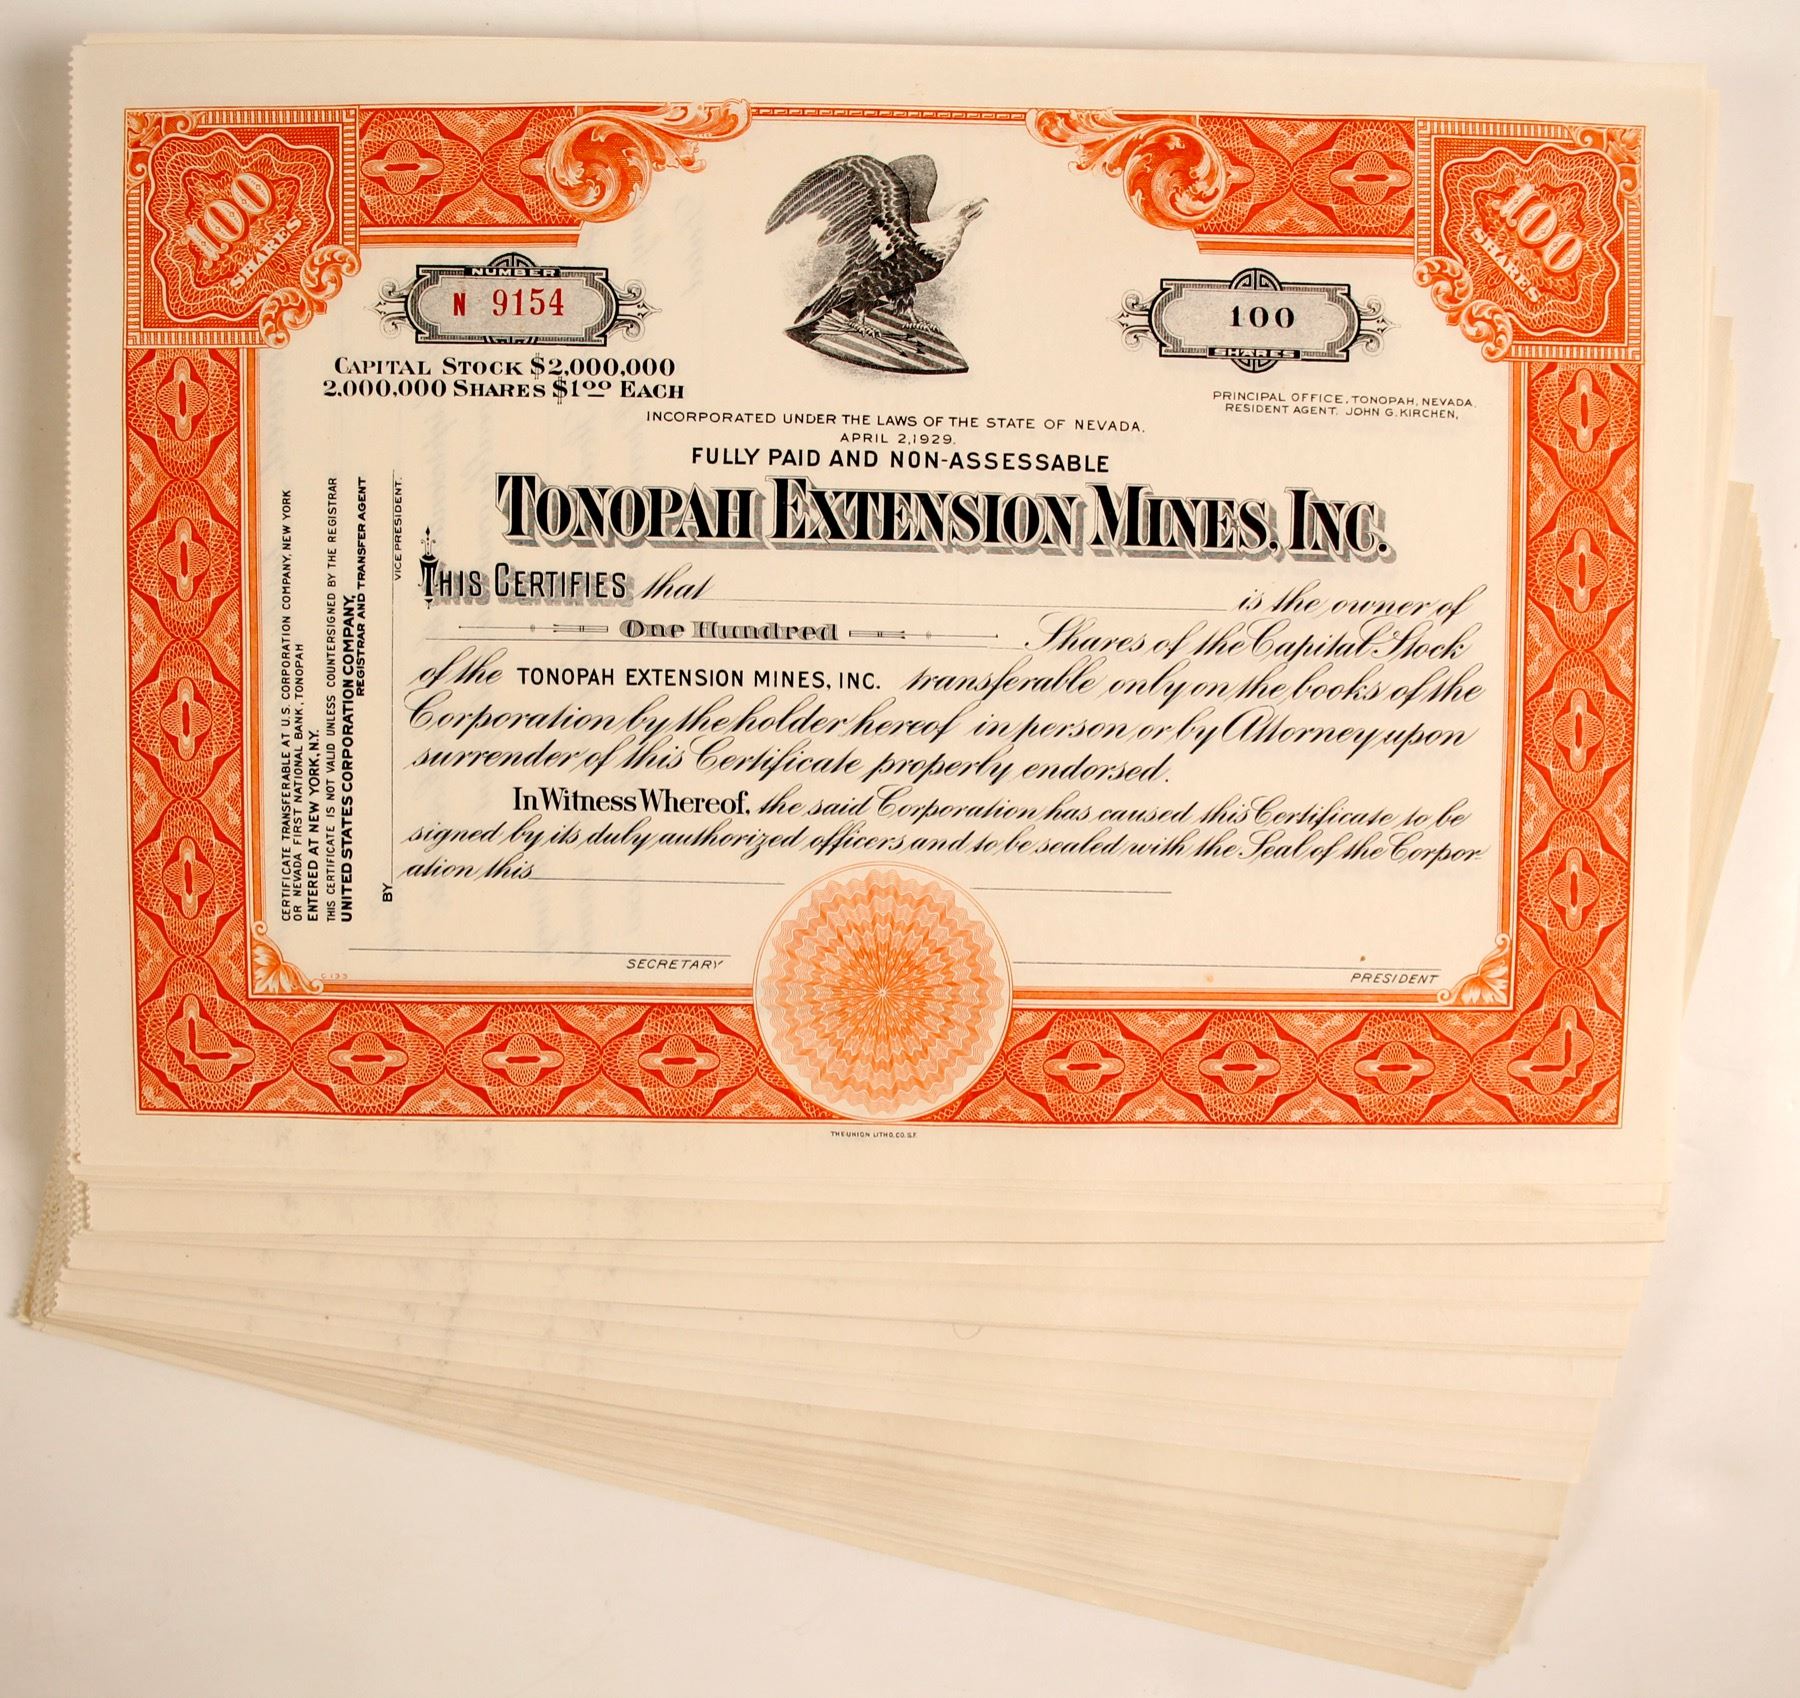 100
SHARES
100
SHARES
NUMBER
N 9154
100
SHARES
CAPITAL STOCK $2,000,000
2,000,000 SHARES $1.00 EACH
PRINCIPAL OFFICE, TONOPAH, NEVADA.
RESIDENT AGENT. JOHN G. KIRCHEN,
INCORPORATED UNDER THE LAWS OF THE STATE OF NEVADA,
APRIL 2, 1929.
FULLY PAID AND NON-ASSESSABLE
TONOPAH EXTENSION MINES, INC.
THIS CERTIFIES that is the owner of
One Hundred Shares of the Capital Stock
of the TONOPAH EXTENSION MINES, INC. transferable only on the books of the
Corporation by the holder hereof in person or by Attorney upon
surrender of this Certificate properly endorsed.
In Witness Whereof, the said Corporation has caused this Certificate to be
signed by its duly authorized officers and to be sealed with the Seal of the Corpor-
ation this
SECRETARY
PRESIDENT
CERTIFICATE TRANSFERABLE AT U.S. CORPORATION COMPANY, NEW YORK
OR NEVADA FIRST NATIONAL BANK, TONOPAH
ENTERED AT NEW YORK, N.Y.
THIS CERTIFICATE IS NOT VALID UNLESS COUNTERSIGNED BY THE REGISTRAR
UNITED STATES CORPORATION COMPANY,
REGISTRAR AND TRANSFER AGENT
BY
VICE PRESIDENT.
C 133
THE UNION LITHO. CO. S.F.